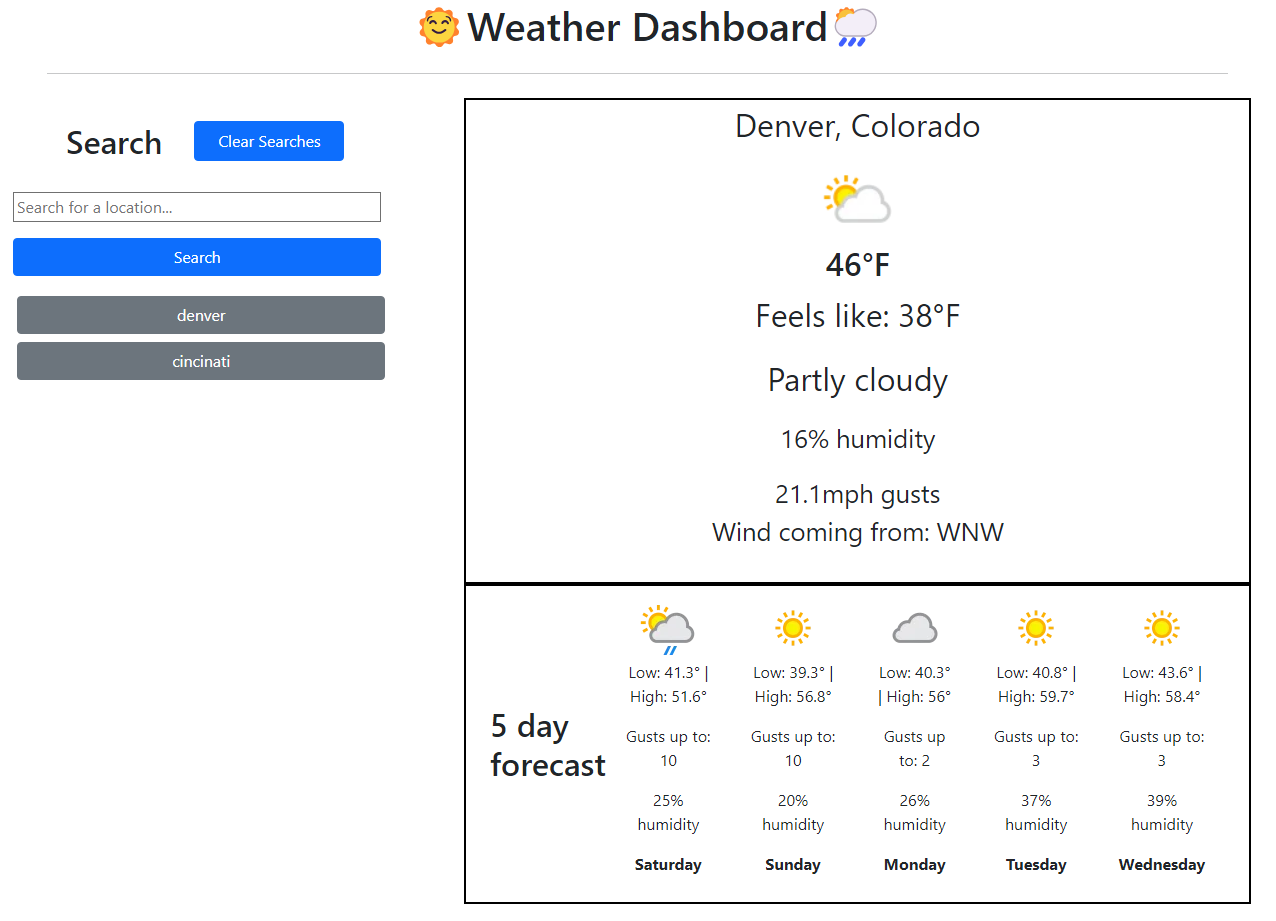 Weather Dashboard
Search
Clear Searches
Search for a location...
Search
denver
cincinati
Denver, Colorado
46°F
Feels like: 38°F
Partly cloudy
16% humidity
21.1mph gusts
Wind coming from: WNW
5 day
forecast
Low: 41.3° |
High: 51.6°
Gusts up to:
10
25%
humidity
Saturday
Low: 39.3° |
High: 56.8°
Gusts up to:
10
20%
humidity
Sunday
Low: 40.3°
| High: 56°
Gusts up
to: 2
26%
humidity
Monday
Low: 40.8° |
High: 59.7°
Gusts up to:
3
37%
humidity
Tuesday
Low: 43.6° |
High: 58.4°
Gusts up to:
3
39%
humidity
Wednesday